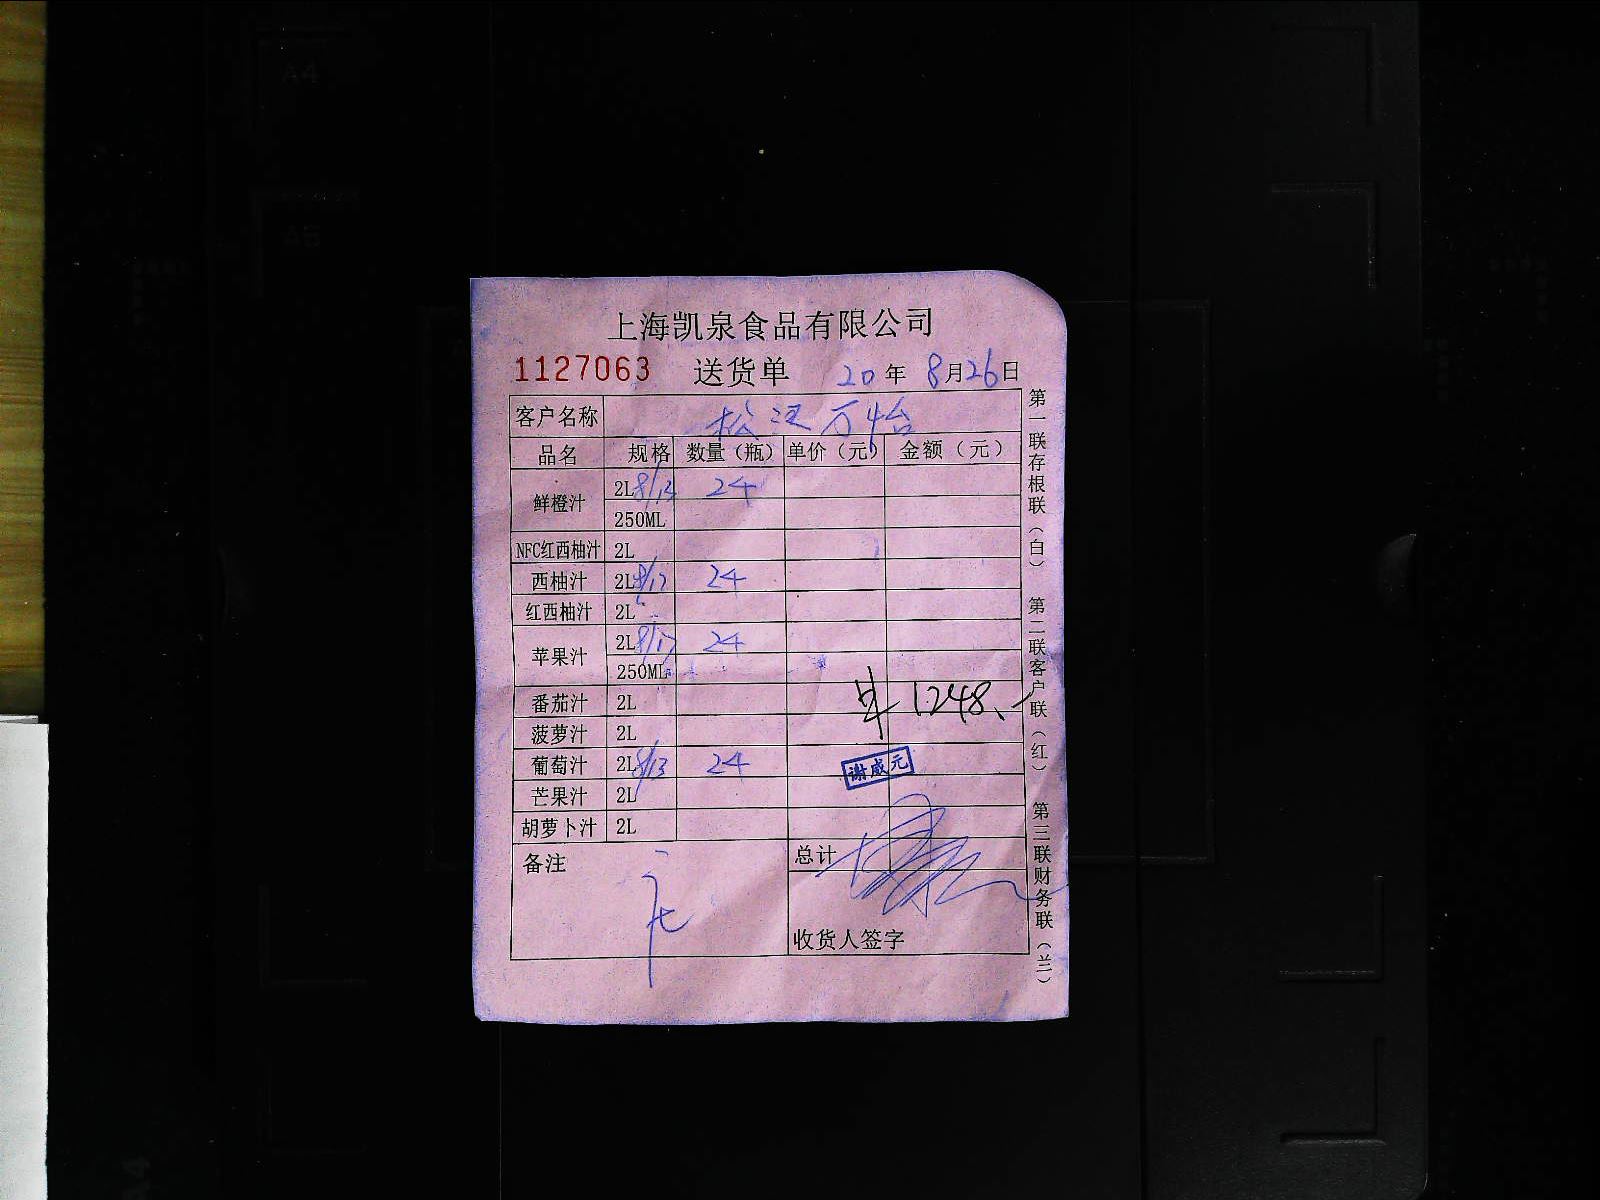 上海凯泉食品有限公司
1127063 送货单 20年8月26日
客户名称 松江万怡
品名 规格 数量（瓶） 单价（元） 金额（元）
鲜橙汁 2L 8/13 24
250ML
NFC红西柚汁 2L
西柚汁 2L 8/17 24
红西柚汁 2L
苹果汁 2L 8/17 24
250ML
番茄汁 2L
1248、
菠萝汁 2L
葡萄汁 2L 8/13 24
谢威元
芒果汁 2L
胡萝卜汁 2L
备注 总计
收货人签字
第一联存根联（白） 第二联客户联（红） 第三联财务联（兰）
A4
A5